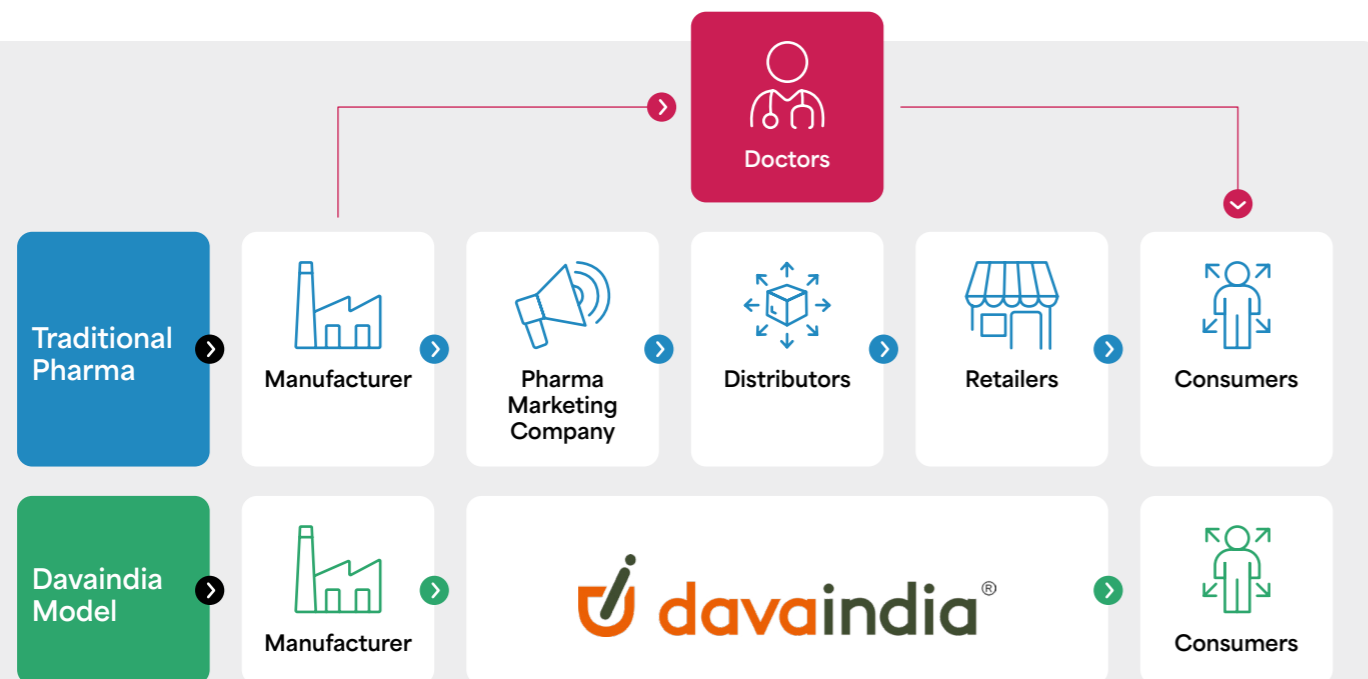 Doctors
Traditional
Pharma
Manufacturer
Pharma
Marketing
Company
Distributors
Retailers
Consumers
Davaindia
Model
Manufacturer
davaindia®
Consumers